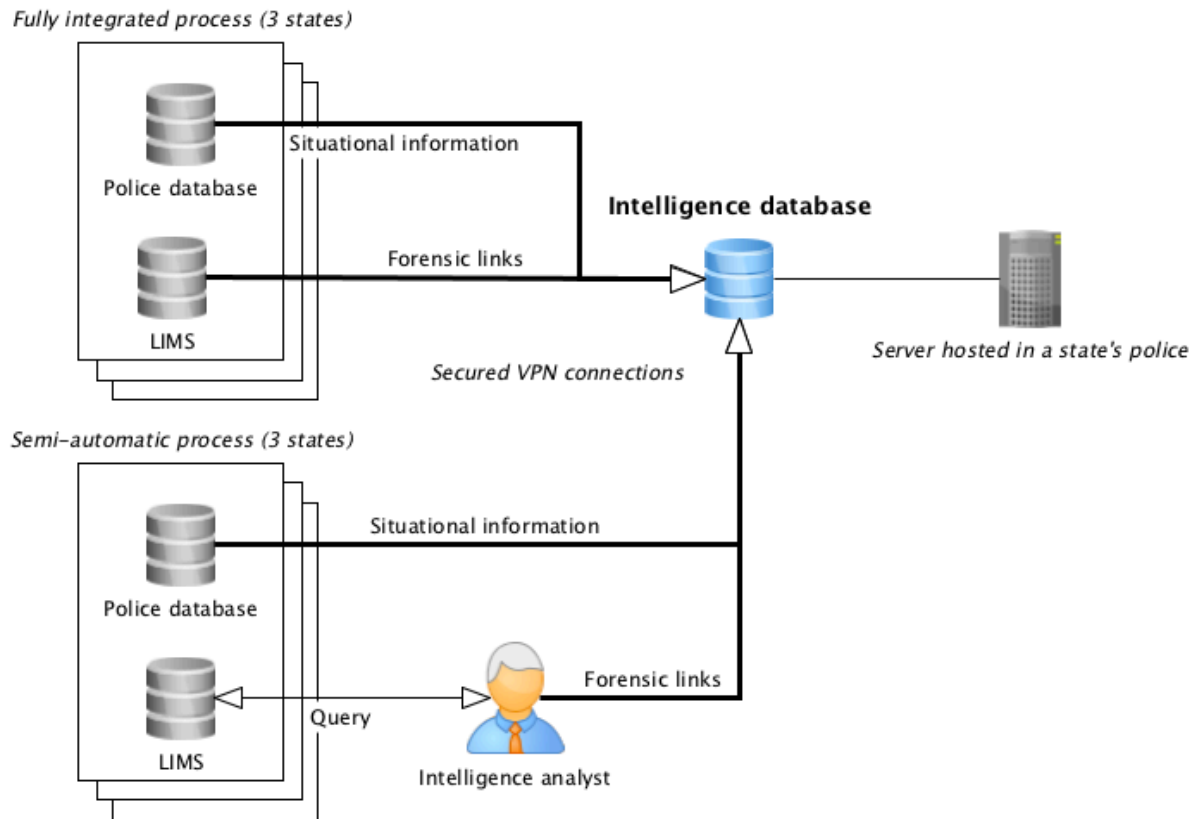 Fully integrated process (3 states)
Situational information
Police database
Intelligence database
Forensic links
LIMS
Server hosted in a state's police
Secured VPN connections
Semi-automatic process (3 states)
Situational information
Police database
Forensic links
Query
LIMS
Intelligence analyst